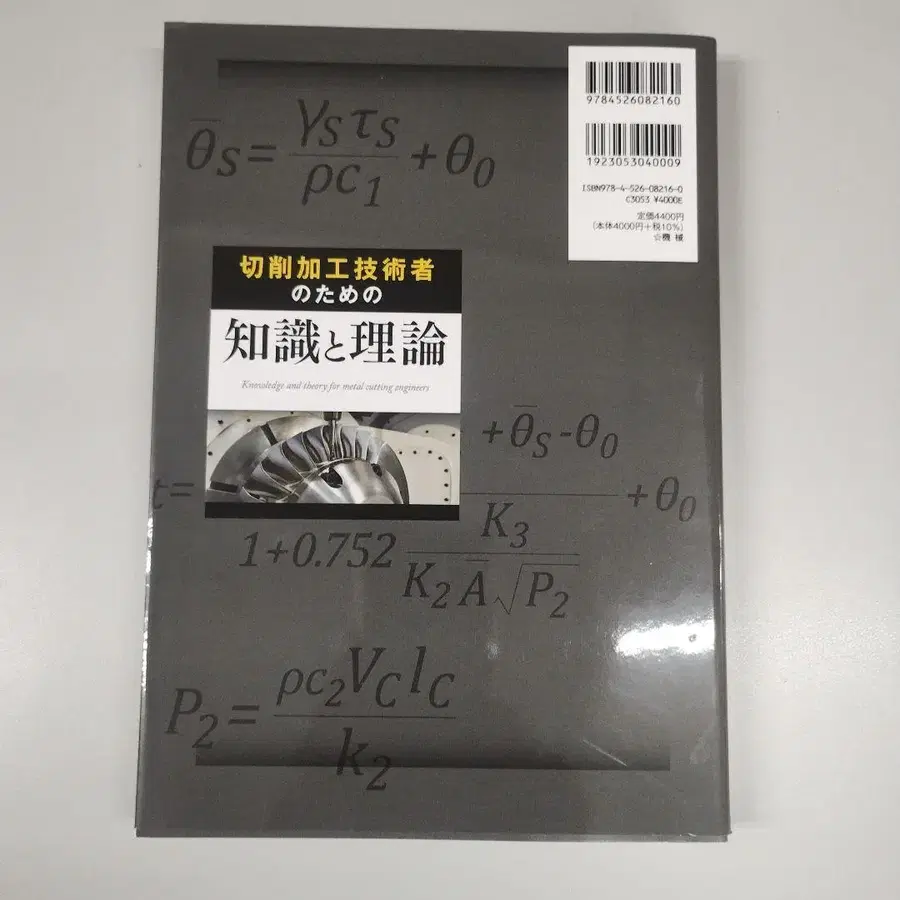 9784526082160
1923053040009
ISBN978-4-526-08216-0
C3053 ¥4000E
定価4400円
(本体4000円+税10%)
☆機 械
θ̄S = γSτS / ρc1 + θ0
切削加工技術者
のための
知識と理論
Knowledge and theory for metal cutting engineers
+θ̄S-θ0
t=
+θ0
1+0.752 K3 / K2 Ā√P2
P2 = ρc2VClC / k2